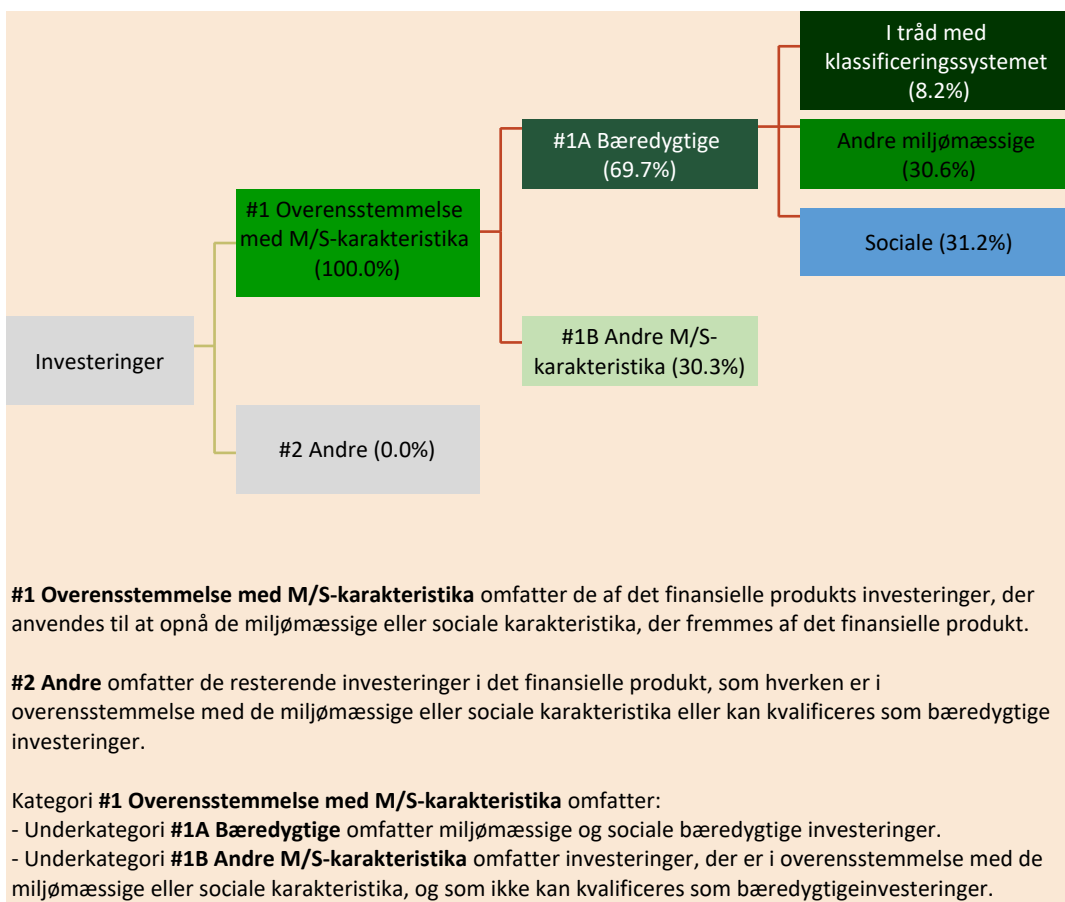 I tråd med
klassificeringssystemet
(8.2%)
#1A Bæredygtige
(69.7%)
Andre miljømæssige
(30.6%)
#1 Overensstemmelse
med M/S-karakteristika
(100.0%)
Sociale (31.2%)
Investeringer
#1B Andre M/S-
karakteristika (30.3%)
#2 Andre (0.0%)
#1 Overensstemmelse med M/S-karakteristika omfatter de af det finansielle produkts investeringer, der
anvendes til at opnå de miljømæssige eller sociale karakteristika, der fremmes af det finansielle produkt.
#2 Andre omfatter de resterende investeringer i det finansielle produkt, som hverken er i
overensstemmelse med de miljømæssige eller sociale karakteristika eller kan kvalificeres som bæredygtige
investeringer.
Kategori #1 Overensstemmelse med M/S-karakteristika omfatter:
- Underkategori #1A Bæredygtige omfatter miljømæssige og sociale bæredygtige investeringer.
- Underkategori #1B Andre M/S-karakteristika omfatter investeringer, der er i overensstemmelse med de
miljømæssige eller sociale karakteristika, og som ikke kan kvalificeres som bæredygtigeinvesteringer.